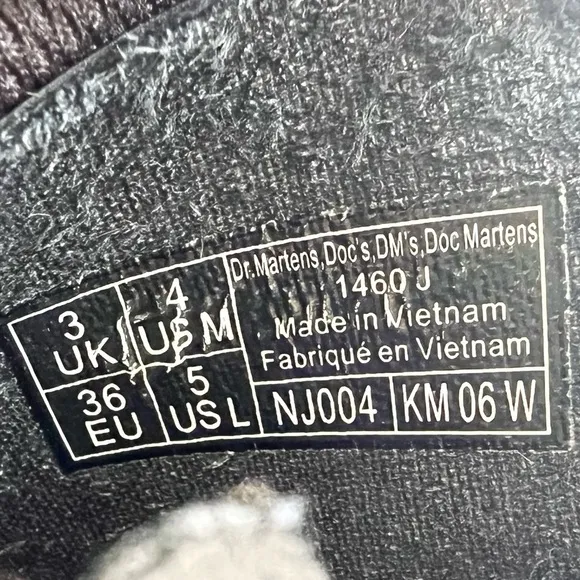 3
UK
4
US M
36
EU
5
US L
Dr.Martens,Doc's,DM's,Doc Martens
1460 J
Made in Vietnam
Fabriqué en Vietnam
NJ004
KM 06 W